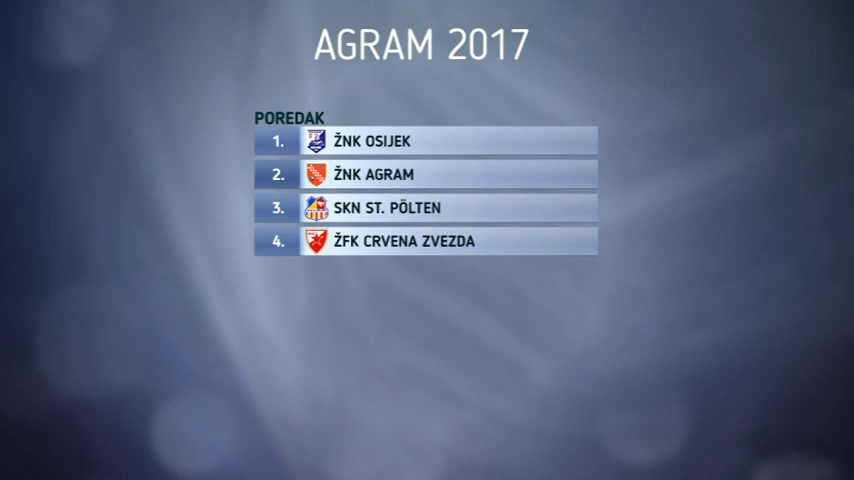 AGRAM 2017
POREDAK
1. ŽNK OSIJEK
2. ŽNK AGRAM
3. SKN ST. PÖLTEN
4. ŽFK CRVENA ZVEZDA